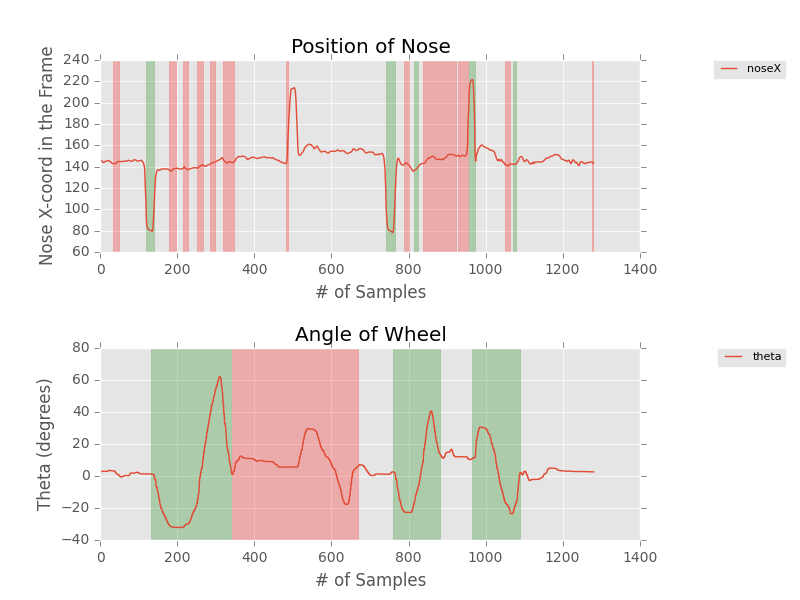 Position of Nose
Nose X-coord in the Frame
240
220
200
180
160
140
120
100
80
60
0 200 400 600 800 1000 1200 1400
# of Samples
noseX
Angle of Wheel
Theta (degrees)
80
60
40
20
0
−20
−40
0 200 400 600 800 1000 1200 1400
# of Samples
theta